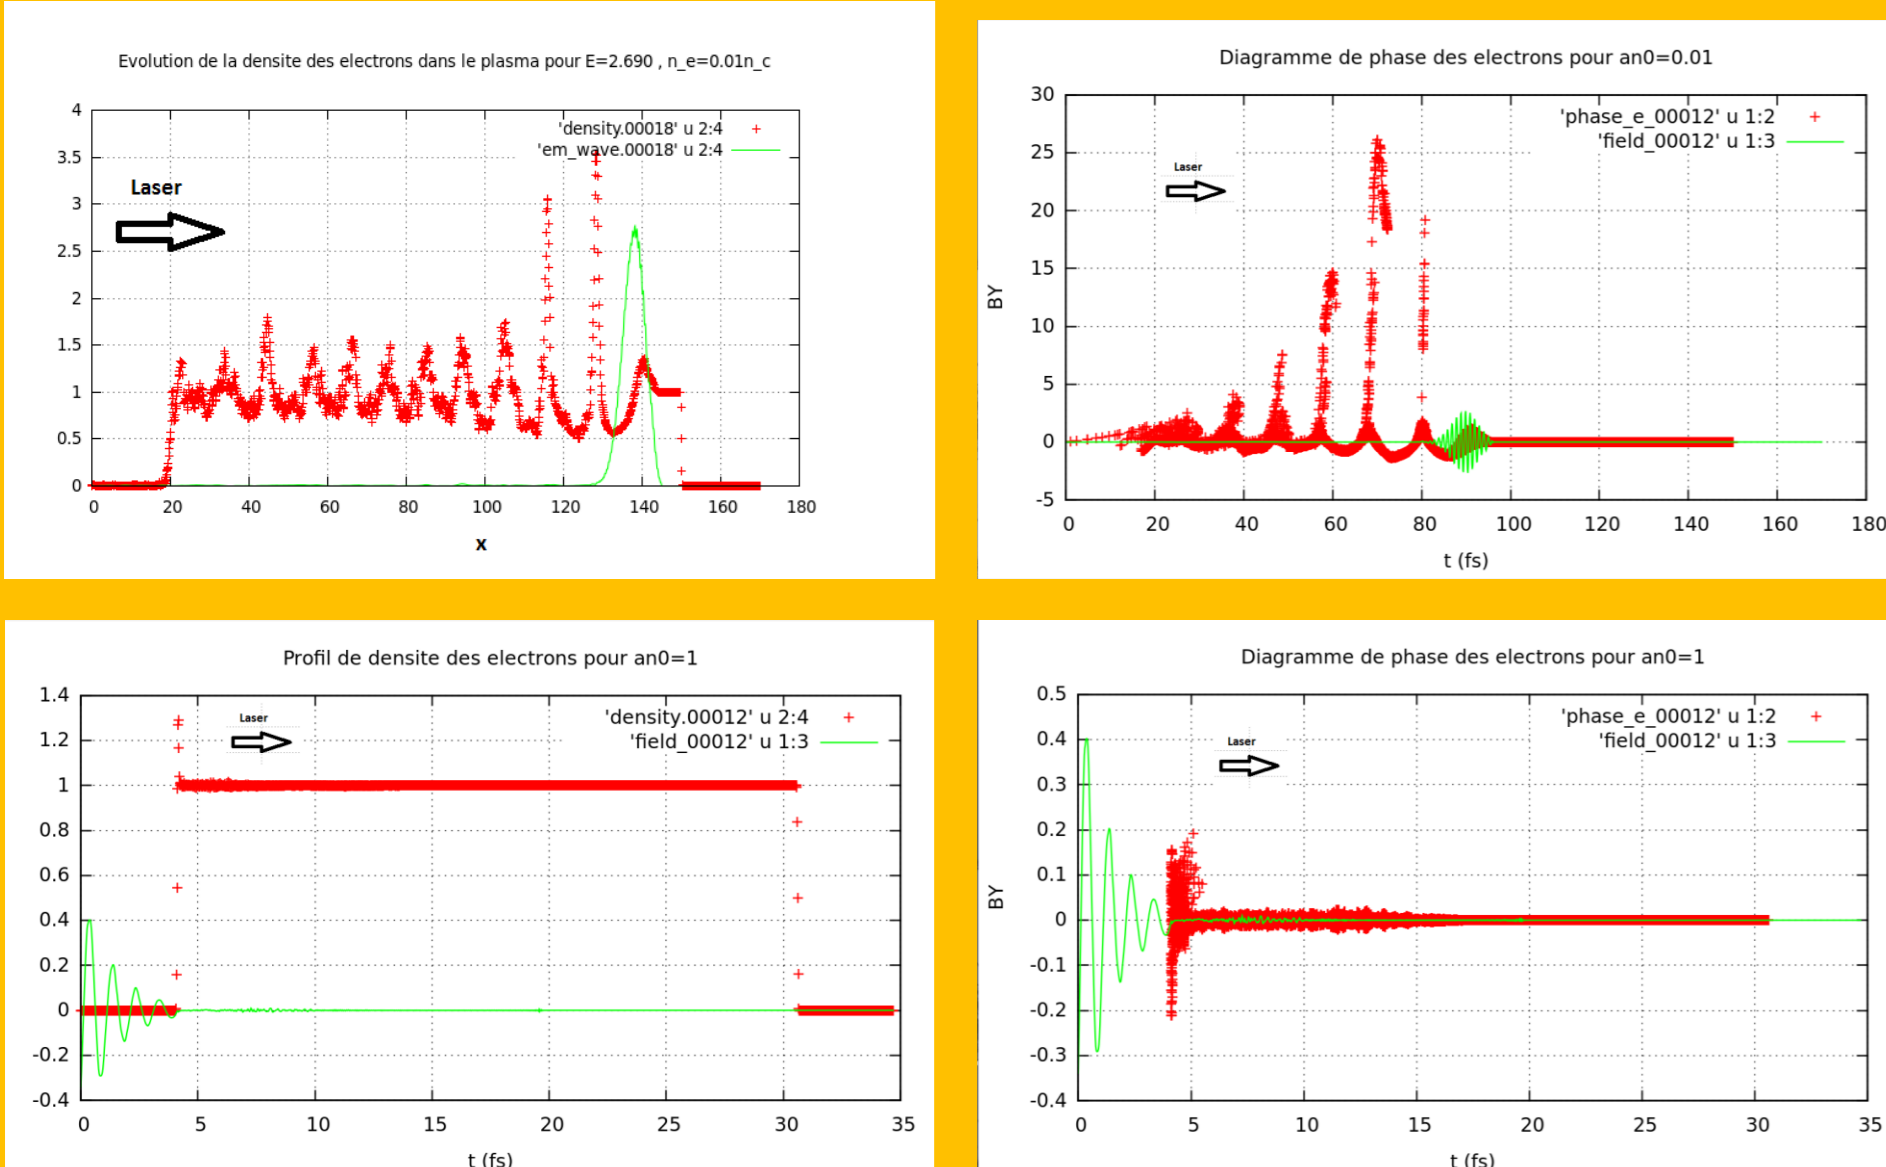 Evolution de la densite des electrons dans le plasma pour E=2.690 , n_e=0.01n_c
'density.00018' u 2:4
'em_wave.00018' u 2:4
Laser
4
3.5
3
2.5
2
1.5
1
0.5
0
0 20 40 60 80 100 120 140 160 180
x
Diagramme de phase des electrons pour an0=0.01
'phase_e_00012' u 1:2
'field_00012' u 1:3
Laser
BY
30
25
20
15
10
5
0
-5
0 20 40 60 80 100 120 140 160 180
t (fs)
Profil de densite des electrons pour an0=1
'density.00012' u 2:4
'field_00012' u 1:3
Laser
1.4
1.2
1
0.8
0.6
0.4
0.2
0
-0.2
-0.4
0 5 10 15 20 25 30 35
t (fs)
Diagramme de phase des electrons pour an0=1
'phase_e_00012' u 1:2
'field_00012' u 1:3
Laser
BY
0.5
0.4
0.3
0.2
0.1
0
-0.1
-0.2
-0.3
-0.4
0 5 10 15 20 25 30 35
t (fs)